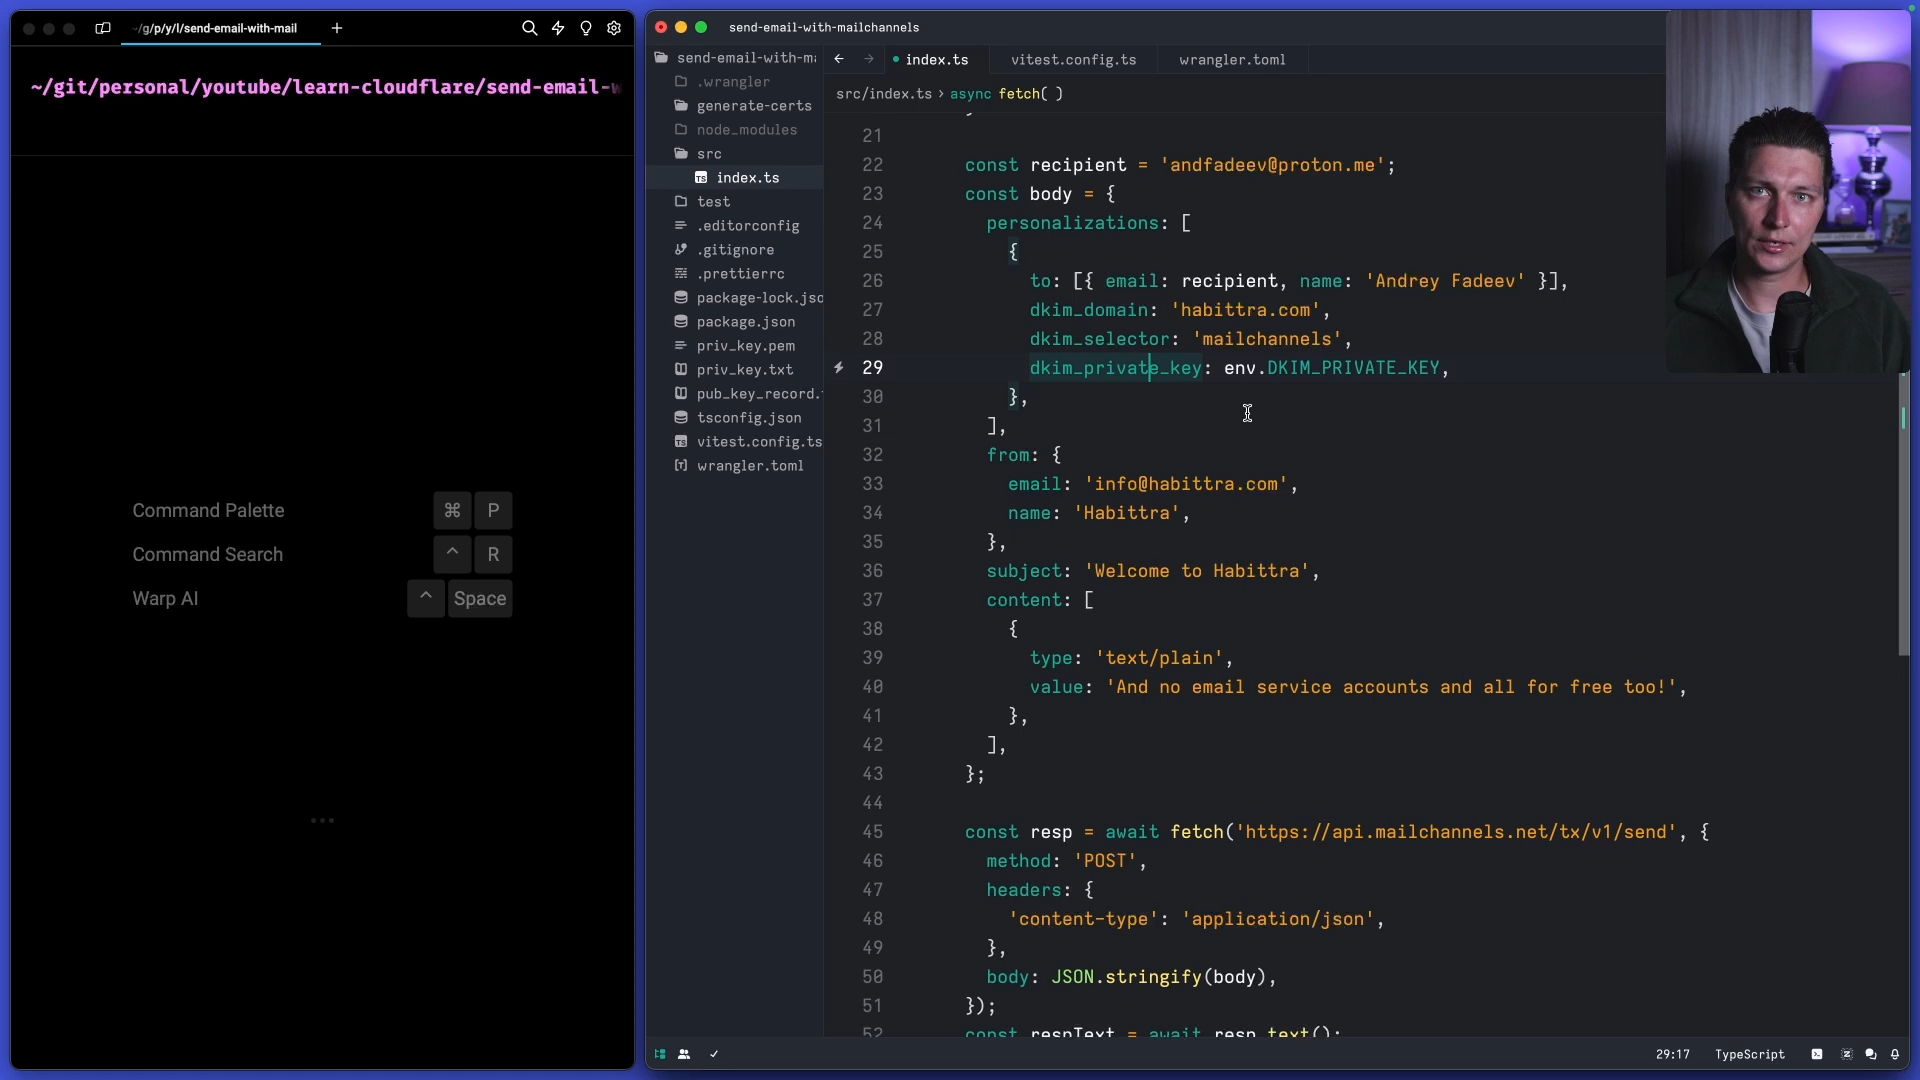 ~/g/p/y/l/send-email-with-mail
~/git/personal/youtube/learn-cloudflare/send-email-w
Command Palette ⌘ P
Command Search ^ R
Warp AI ^ Space
send-email-with-mailchannels
send-email-with-ma
.wrangler
generate-certs
node_modules
src
index.ts
test
.editorconfig
.gitignore
.prettierrc
package-lock.jso
package.json
priv_key.pem
priv_key.txt
pub_key_record.
tsconfig.json
vitest.config.ts
wrangler.toml
index.ts vitest.config.ts wrangler.toml
src/index.ts > async fetch( )
21
22 const recipient = 'andfadeev@proton.me';
23 const body = {
24 personalizations: [
25 {
26 to: [{ email: recipient, name: 'Andrey Fadeev' }],
27 dkim_domain: 'habittra.com',
28 dkim_selector: 'mailchannels',
29 dkim_private_key: env.DKIM_PRIVATE_KEY,
30 },
31 ],
32 from: {
33 email: 'info@habittra.com',
34 name: 'Habittra',
35 },
36 subject: 'Welcome to Habittra',
37 content: [
38 {
39 type: 'text/plain',
40 value: 'And no email service accounts and all for free too!',
41 },
42 ],
43 };
44
45 const resp = await fetch('https://api.mailchannels.net/tx/v1/send', {
46 method: 'POST',
47 headers: {
48 'content-type': 'application/json',
49 },
50 body: JSON.stringify(body),
51 });
52 const respText = await resp.text();
29:17 TypeScript